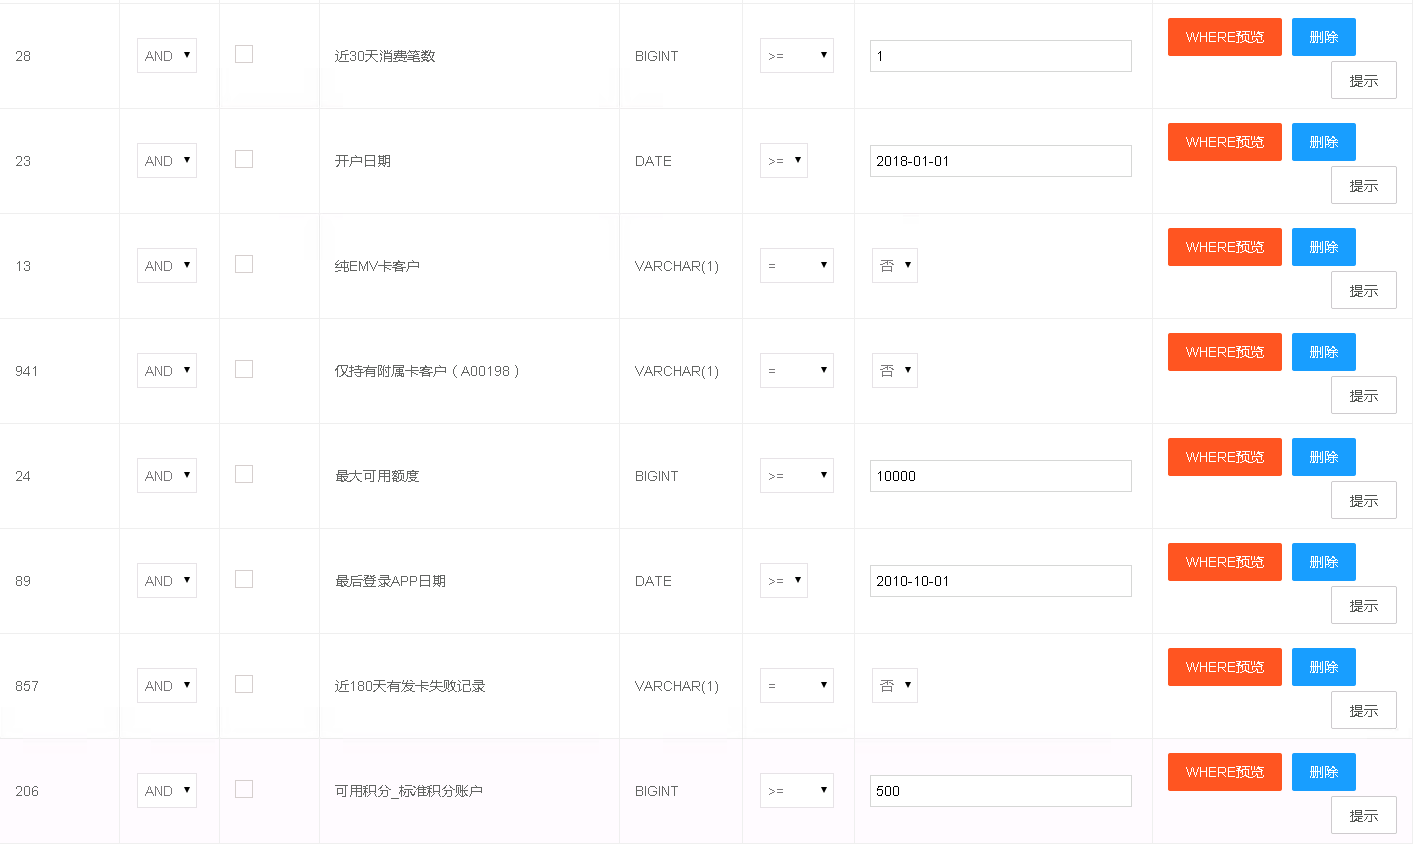 28 AND 近30天消费笔数 BIGINT >= 1 WHERE预览 删除
提示
23 AND 开户日期 DATE >= 2018-01-01 WHERE预览 删除
提示
13 AND 纯EMV卡客户 VARCHAR(1) = 否 WHERE预览 删除
提示
941 AND 仅持有附属卡客户（A00198） VARCHAR(1) = 否 WHERE预览 删除
提示
24 AND 最大可用额度 BIGINT >= 10000 WHERE预览 删除
提示
89 AND 最后登录APP日期 DATE >= 2010-10-01 WHERE预览 删除
提示
857 AND 近180天有发卡失败记录 VARCHAR(1) = 否 WHERE预览 删除
提示
206 AND 可用积分_标准积分账户 BIGINT >= 500 WHERE预览 删除
提示